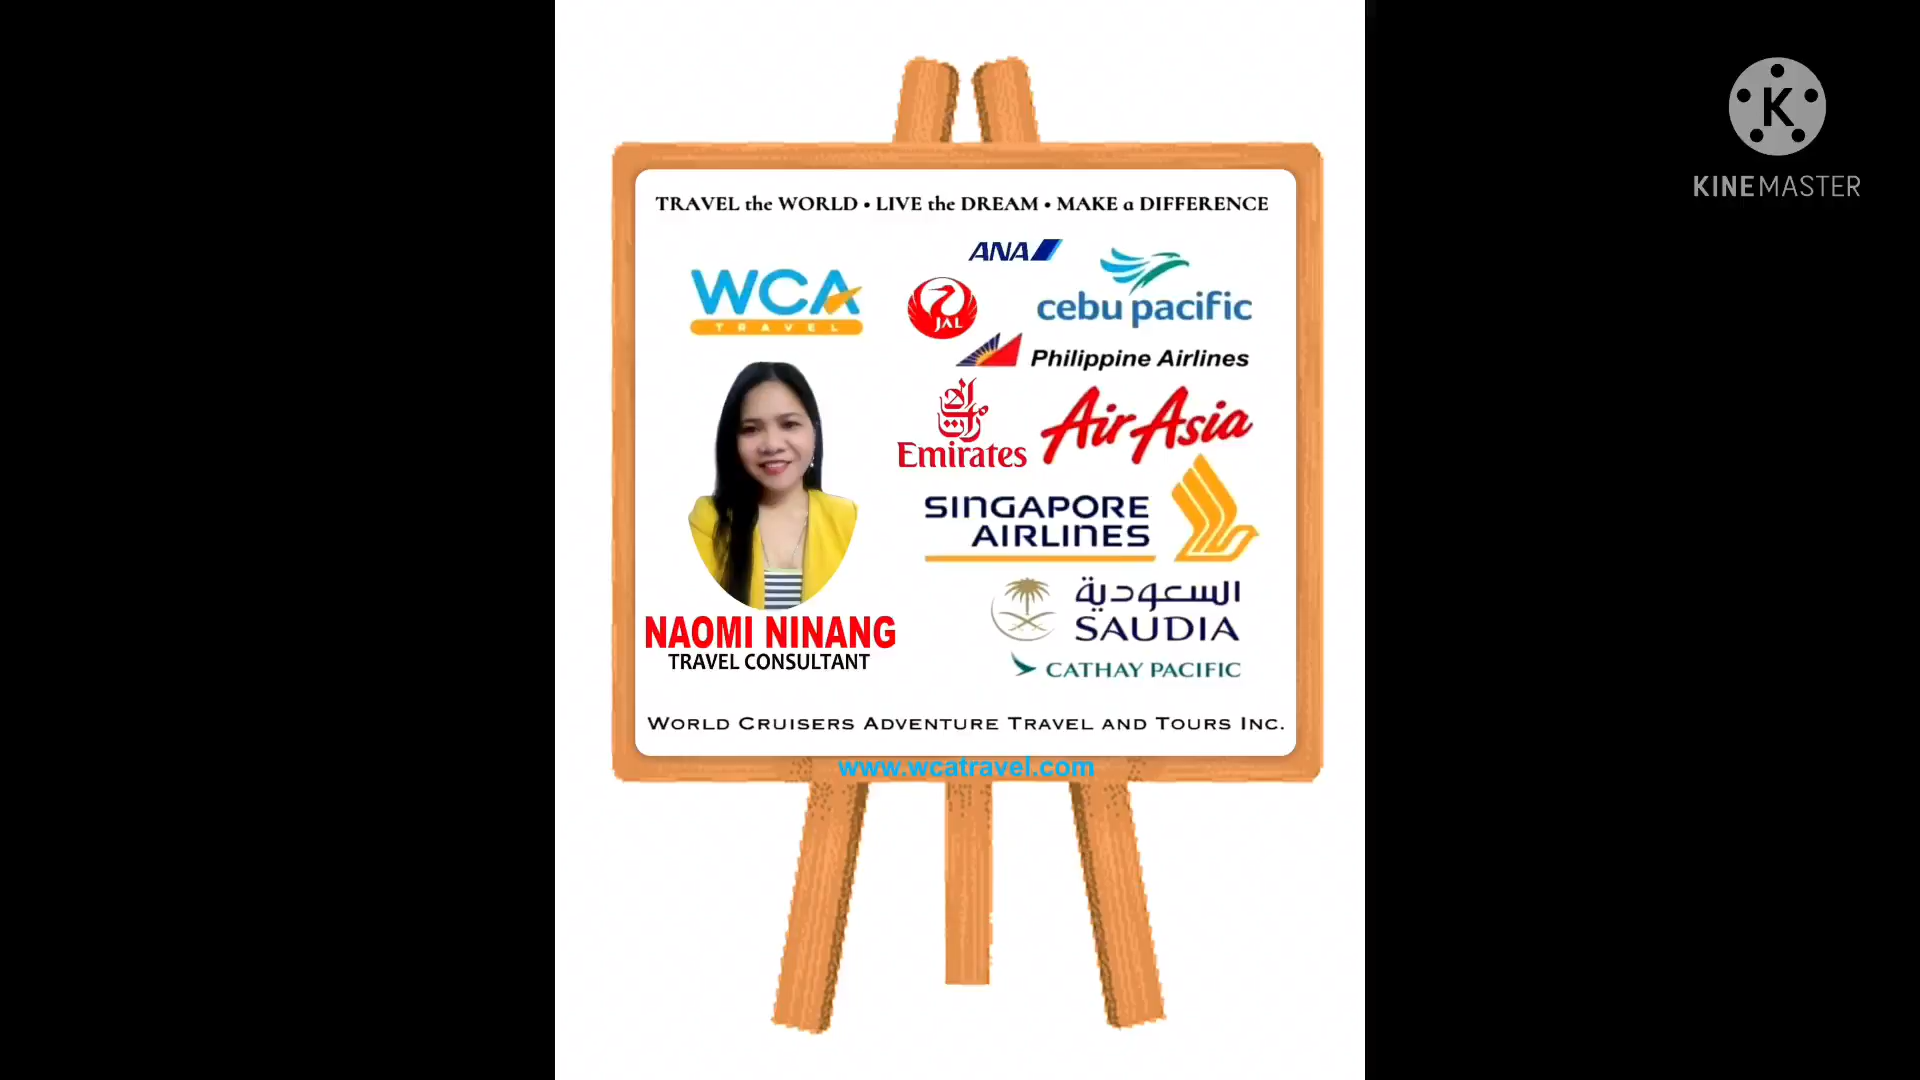 KINEMASTER
K
TRAVEL the WORLD • LIVE the DREAM • MAKE a DIFFERENCE
WCA
TRAVEL
ANA
JAL
cebu pacific
Philippine Airlines
Emirates
AirAsia
SINGAPORE
AIRLINES
السعودية
SAUDIA
CATHAY PACIFIC
NAOMI NINANG
TRAVEL CONSULTANT
WORLD CRUISERS ADVENTURE TRAVEL AND TOURS INC.
www.wcatravel.com